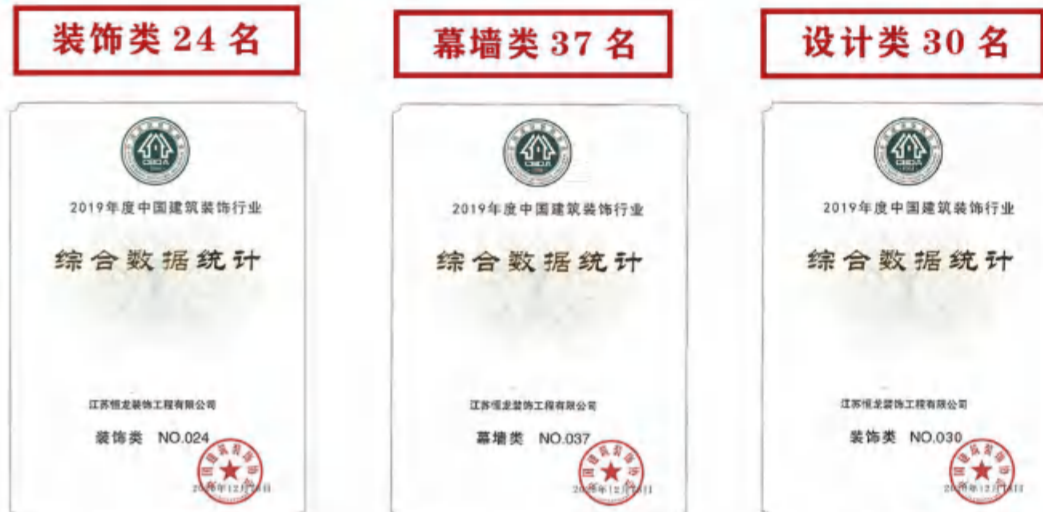 装饰类 24 名
幕墙类 37 名
设计类 30 名
CBDA
2019年度中国建筑装饰行业
综合数据统计
江苏恒龙装饰工程有限公司
装饰类 NO.024
CBDA
2019年度中国建筑装饰行业
综合数据统计
江苏恒龙装饰工程有限公司
幕墙类 NO.037
CBDA
2019年度中国建筑装饰行业
综合数据统计
江苏恒龙装饰工程有限公司
装饰类 NO.030